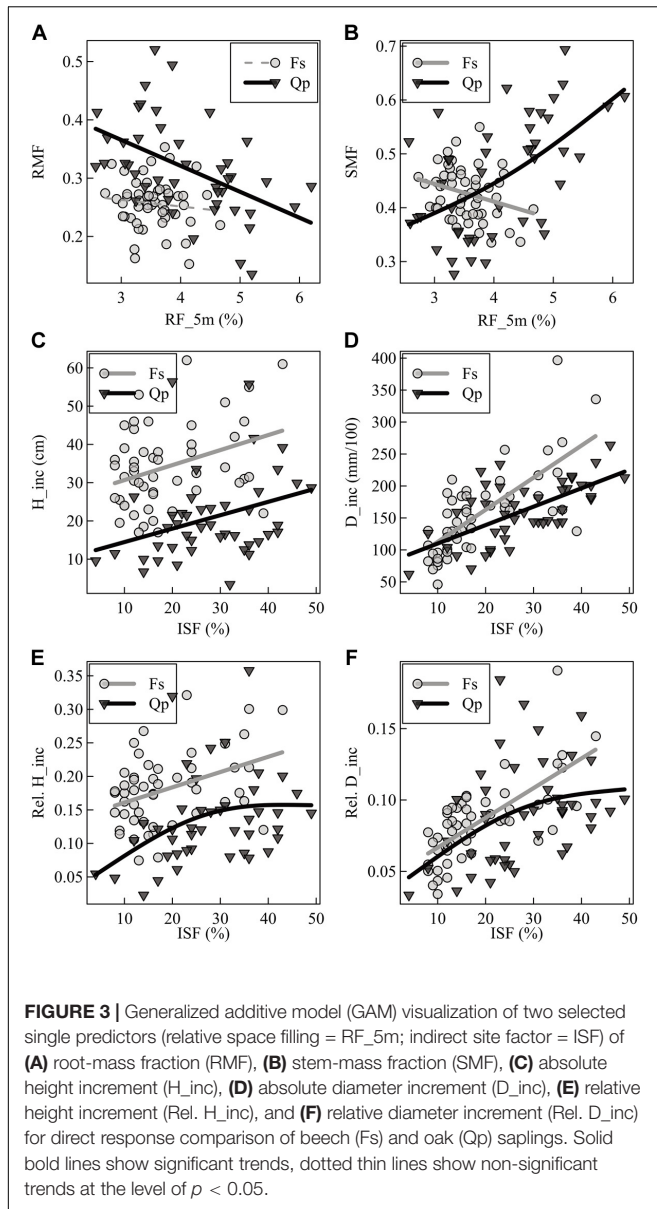 A
B
Fs
Qp
Fs
Qp
0.5
0.4
0.3
0.2
RMF
0.7
0.6
0.5
0.4
0.3
SMF
3 4 5 6
RF_5m (%)
3 4 5 6
RF_5m (%)
C
D
Fs
Qp
Fs
Qp
60
50
40
30
20
10
H_inc (cm)
400
350
300
250
200
150
100
50
D_inc (mm/100)
10 20 30 40 50
ISF (%)
10 20 30 40 50
ISF (%)
E
F
Fs
Qp
Fs
Qp
0.35
0.30
0.25
0.20
0.15
0.10
0.05
Rel. H_inc
0.15
0.10
0.05
Rel. D_inc
10 20 30 40 50
ISF (%)
10 20 30 40 50
ISF (%)
FIGURE 3 | Generalized additive model (GAM) visualization of two selected
single predictors (relative space filling = RF_5m; indirect site factor = ISF) of
(A) root-mass fraction (RMF), (B) stem-mass fraction (SMF), (C) absolute
height increment (H_inc), (D) absolute diameter increment (D_inc), (E) relative
height increment (Rel. H_inc), and (F) relative diameter increment (Rel. D_inc)
for direct response comparison of beech (Fs) and oak (Qp) saplings. Solid
bold lines show significant trends, dotted thin lines show non-significant
trends at the level of p < 0.05.